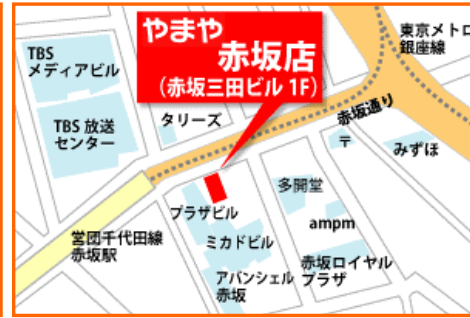 やまや
赤坂店
(赤坂三田ビル 1F)
東京メトロ
銀座線
TBS
メディアビル
TBS 放送
センター
タリーズ
赤坂通り
〒
みずほ
プラザビル
多開堂
営団千代田線
赤坂駅
ミカドビル
ampm
アバンシェル
赤坂
赤坂ロイヤル
プラザ